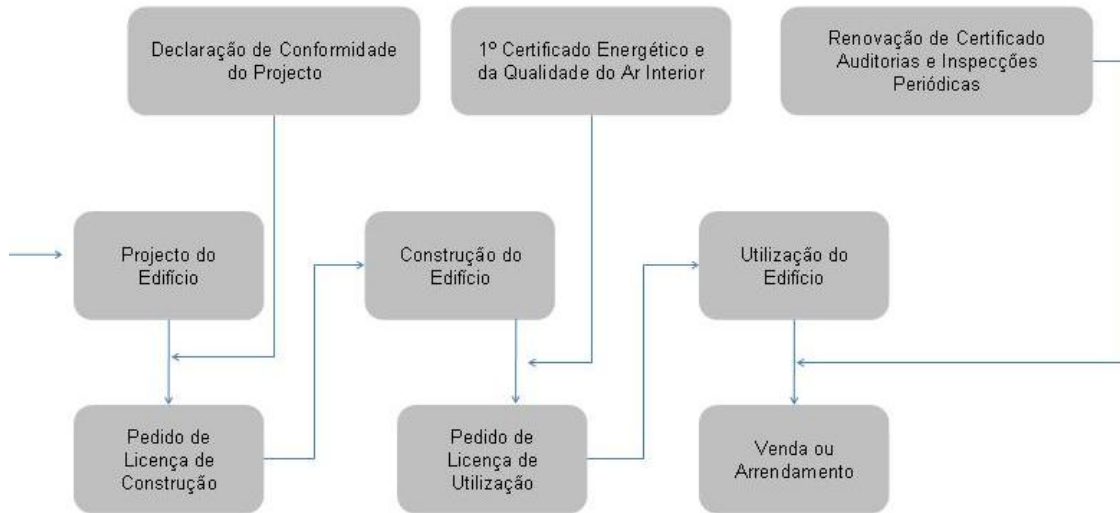 Declaração de Conformidade
do Projecto
1º Certificado Energético e
da Qualidade do Ar Interior
Renovação de Certificado
Auditorias e Inspecções
Periódicas
Projecto do
Edifício
Construção do
Edifício
Utilização do
Edifício
Pedido de
Licença de
Construção
Pedido de
Licença de
Utilização
Venda ou
Arrendamento